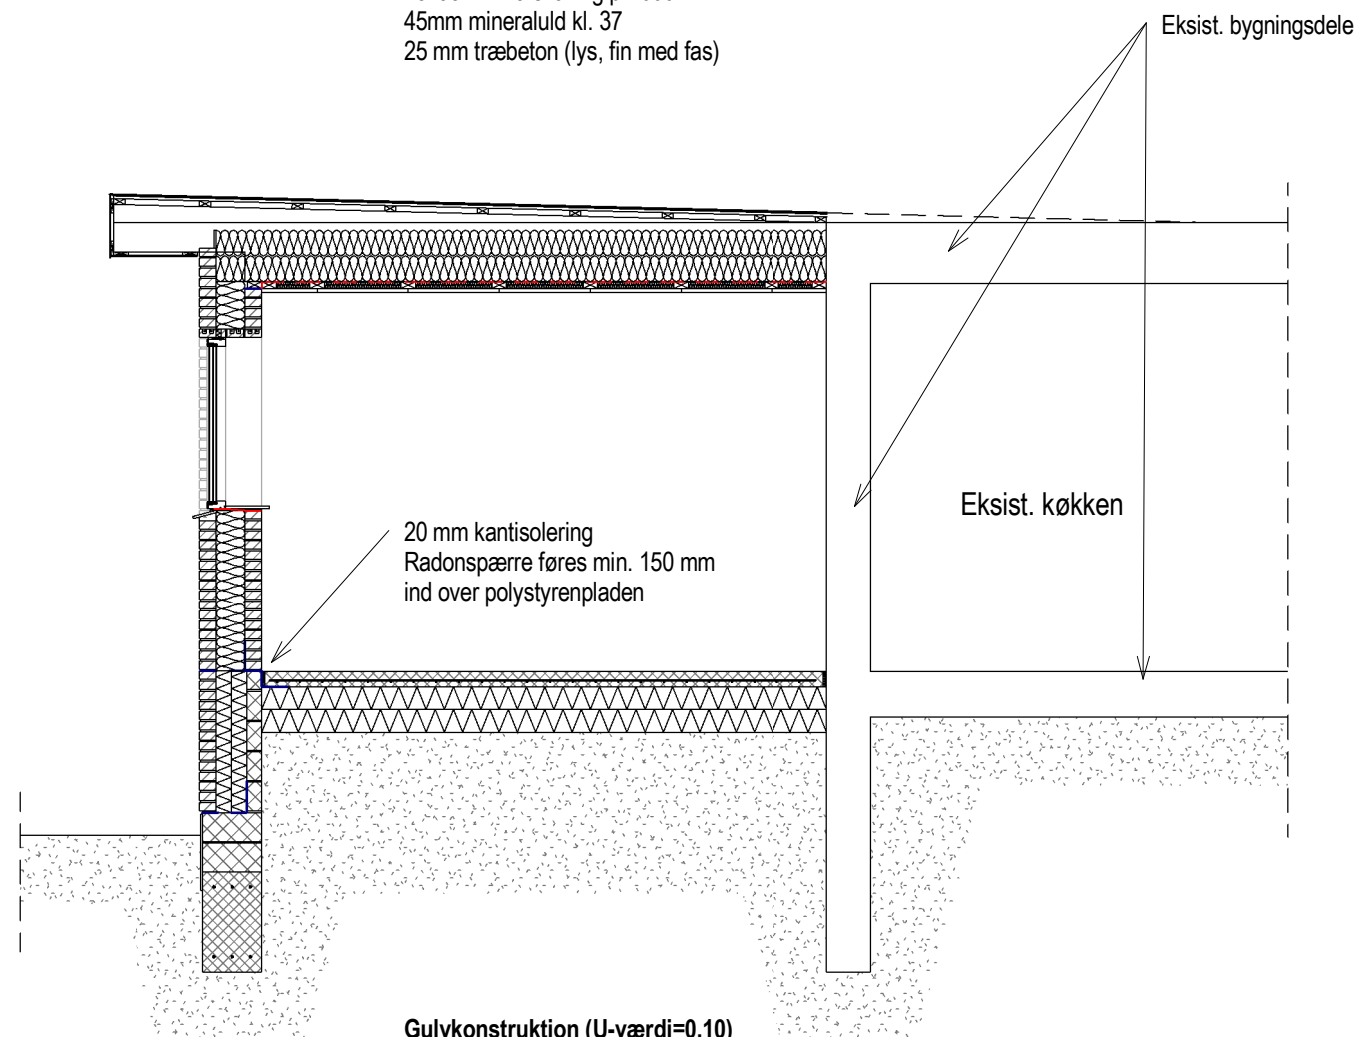 45mm mineraluld kl. 37
25 mm træbeton (lys, fin med fas)
Eksist. bygningsdele
Eksist. køkken
20 mm kantisolering
Radonspærre føres min. 150 mm
ind over polystyrenpladen
Gulvkonstruktion (U-værdi=0,10)